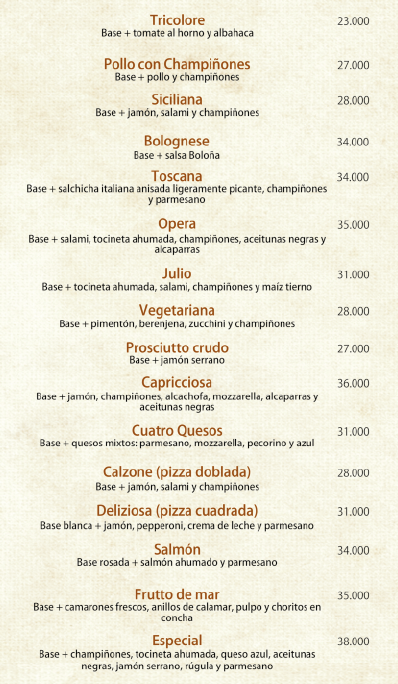 Tricolore 23.000
Base + tomate al horno y albahaca
Pollo con Champiñones 27.000
Base + pollo y champiñones
Siciliana 28.000
Base + jamón, salami y champiñones
Bolognese 34.000
Base + salsa Boloña
Toscana 34.000
Base + salchicha italiana anisada ligeramente picante, champiñones
y parmesano
Opera 35.000
Base + salami, tocineta ahumada, champiñones, aceitunas negras y
alcaparras
Julio 31.000
Base + tocineta ahumada, salami, champiñones y maíz tierno
Vegetariana 28.000
Base + pimentón, berenjena, zucchini y champiñones
Prosciutto crudo 27.000
Base + jamón serrano
Capricciosa 36.000
Base + jamón, champiñones, alcachofa, mozzarella, alcaparras y
aceitunas negras
Cuatro Quesos 31.000
Base + quesos mixtos: parmesano, mozzarella, pecorino y azul
Calzone (pizza doblada) 28.000
Base + jamón, salami y champiñones
Deliziosa (pizza cuadrada) 31.000
Base blanca + jamón, pepperoni, crema de leche y parmesano
Salmón 34.000
Base rosada + salmón ahumado y parmesano
Frutto de mar 35.000
Base + camarones frescos, anillos de calamar, pulpo y choritos en
concha
Especial 38.000
Base + champiñones, tocineta ahumada, queso azul, aceitunas
negras, jamón serrano, rúgula y parmesano